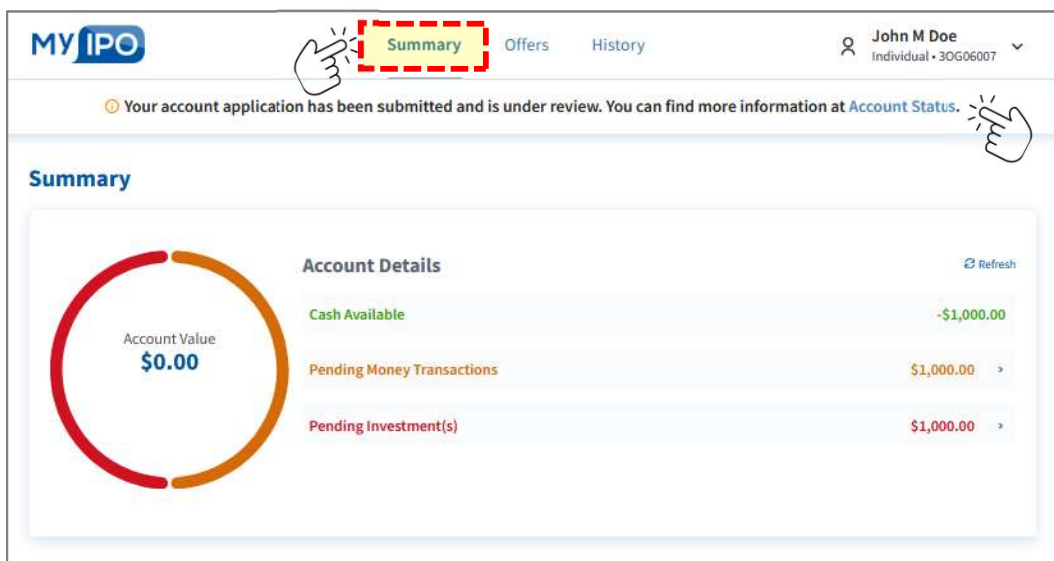 MY IPO
Summary Offers History
John M Doe
Individual • 3OG06007
Your account application has been submitted and is under review. You can find more information at Account Status.
Summary
Account Value
$0.00
Account Details
Refresh
Cash Available -$1,000.00
Pending Money Transactions $1,000.00 ›
Pending Investment(s) $1,000.00 ›